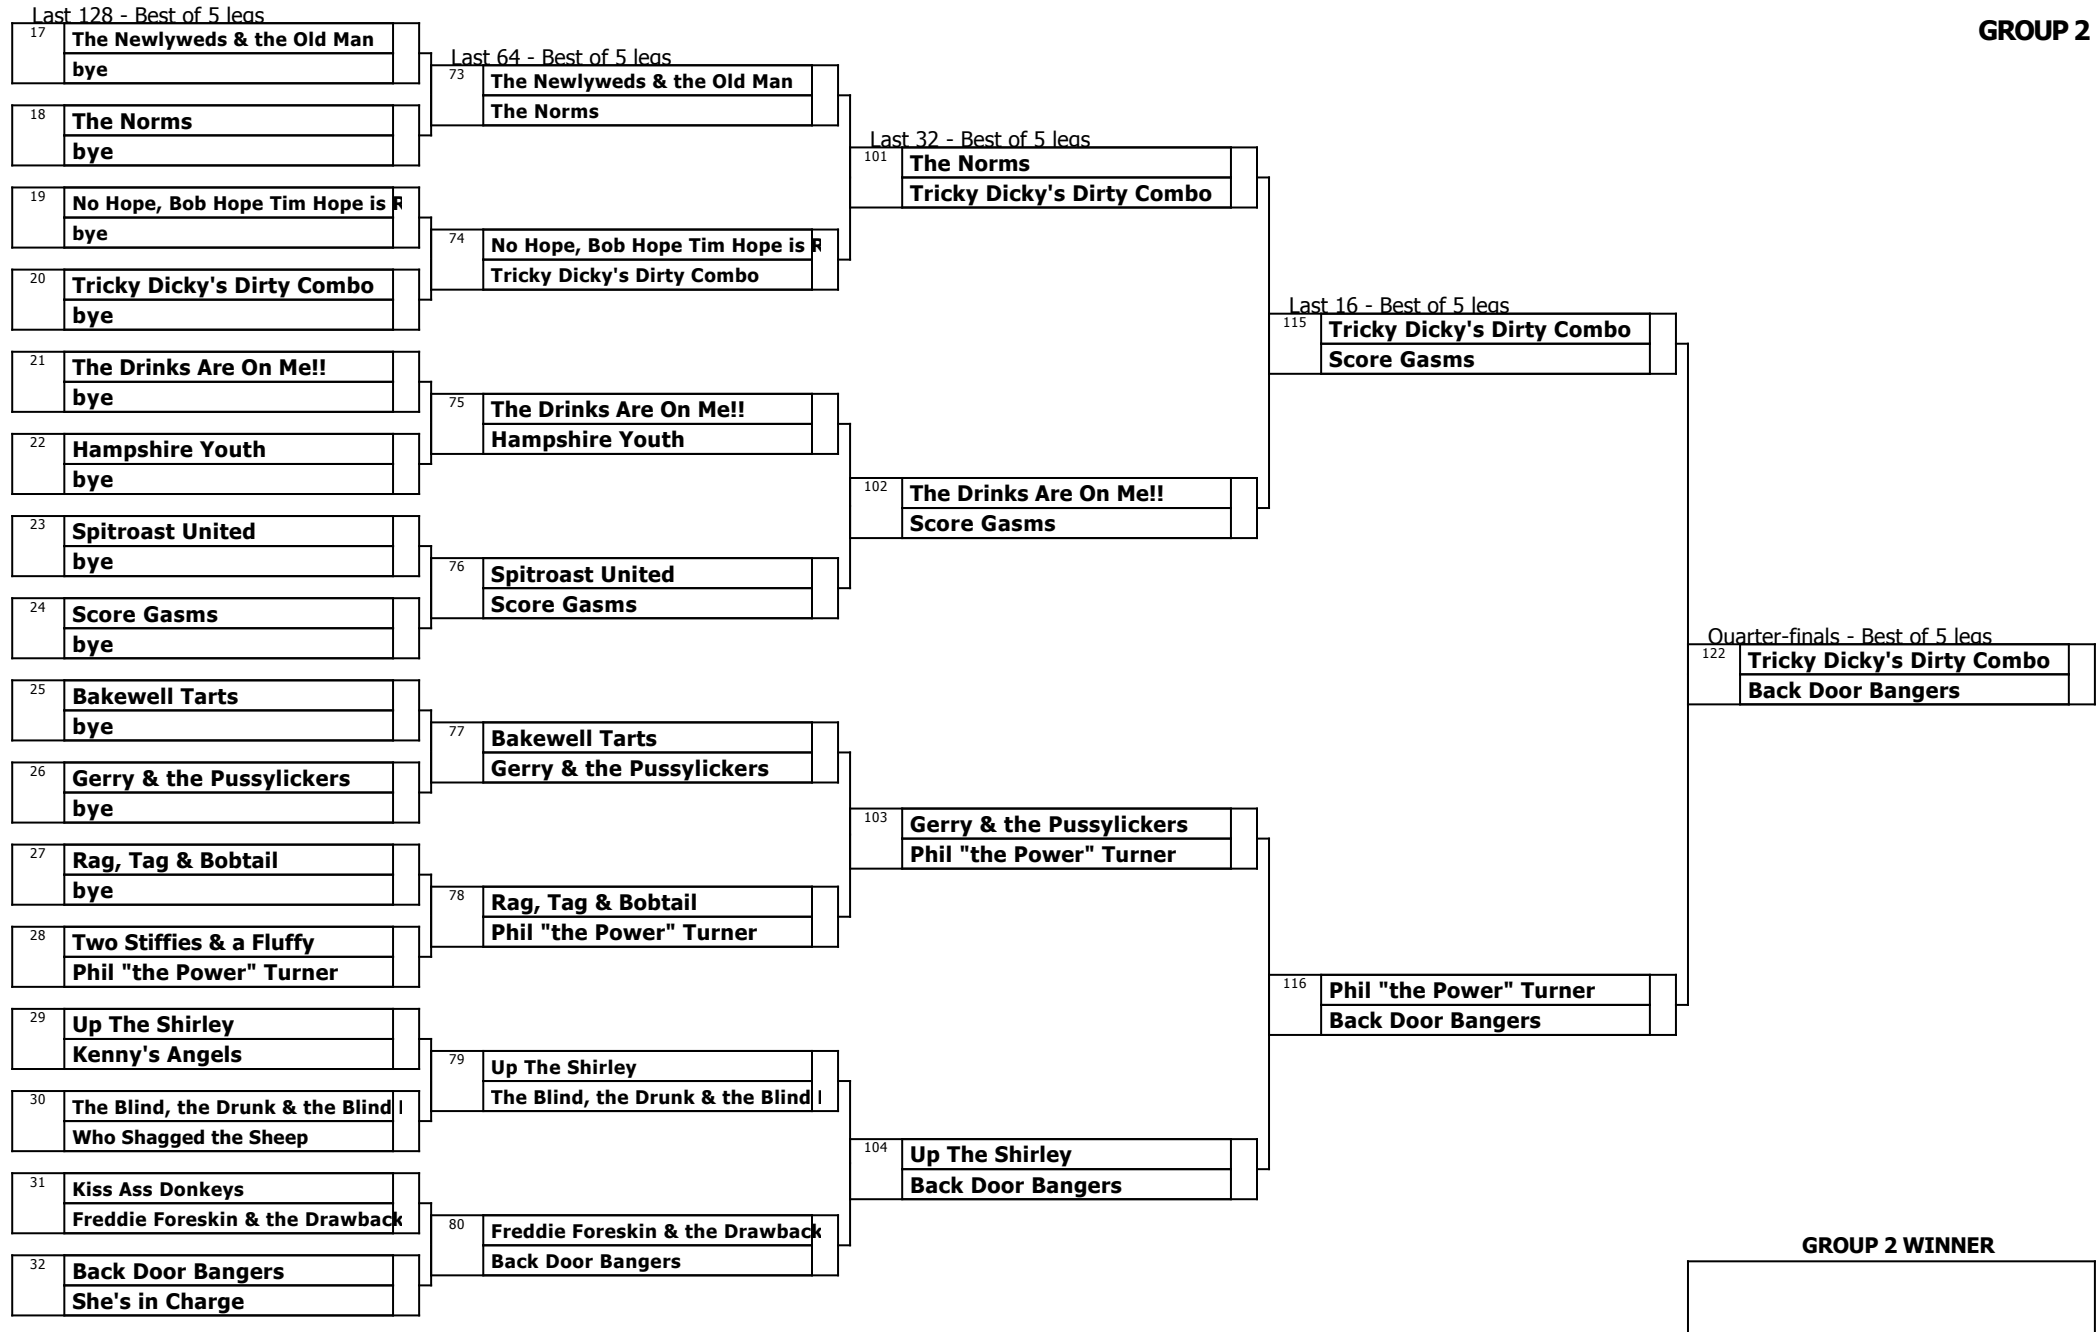 GROUP 2
Last 128 - Best of 5 legs
17
The Newlyweds & the Old Man
bye
18
The Norms
bye
19
No Hope, Bob Hope Tim Hope is R
bye
20
Tricky Dicky's Dirty Combo
bye
21
The Drinks Are On Me!!
bye
22
Hampshire Youth
bye
23
Spitroast United
bye
24
Score Gasms
bye
25
Bakewell Tarts
bye
26
Gerry & the Pussylickers
bye
27
Rag, Tag & Bobtail
bye
28
Two Stiffies & a Fluffy
Phil "the Power" Turner
29
Up The Shirley
Kenny's Angels
30
The Blind, the Drunk & the Blind
Who Shagged the Sheep
31
Kiss Ass Donkeys
Freddie Foreskin & the Drawback
32
Back Door Bangers
She's in Charge
Last 64 - Best of 5 legs
73
The Newlyweds & the Old Man
The Norms
74
No Hope, Bob Hope Tim Hope is R
Tricky Dicky's Dirty Combo
75
The Drinks Are On Me!!
Hampshire Youth
76
Spitroast United
Score Gasms
77
Bakewell Tarts
Gerry & the Pussylickers
78
Rag, Tag & Bobtail
Phil "the Power" Turner
79
Up The Shirley
The Blind, the Drunk & the Blind
80
Freddie Foreskin & the Drawback
Back Door Bangers
Last 32 - Best of 5 legs
101
The Norms
Tricky Dicky's Dirty Combo
102
The Drinks Are On Me!!
Score Gasms
103
Gerry & the Pussylickers
Phil "the Power" Turner
104
Up The Shirley
Back Door Bangers
Last 16 - Best of 5 legs
115
Tricky Dicky's Dirty Combo
Score Gasms
116
Phil "the Power" Turner
Back Door Bangers
Quarter-finals - Best of 5 legs
122
Tricky Dicky's Dirty Combo
Back Door Bangers
GROUP 2 WINNER